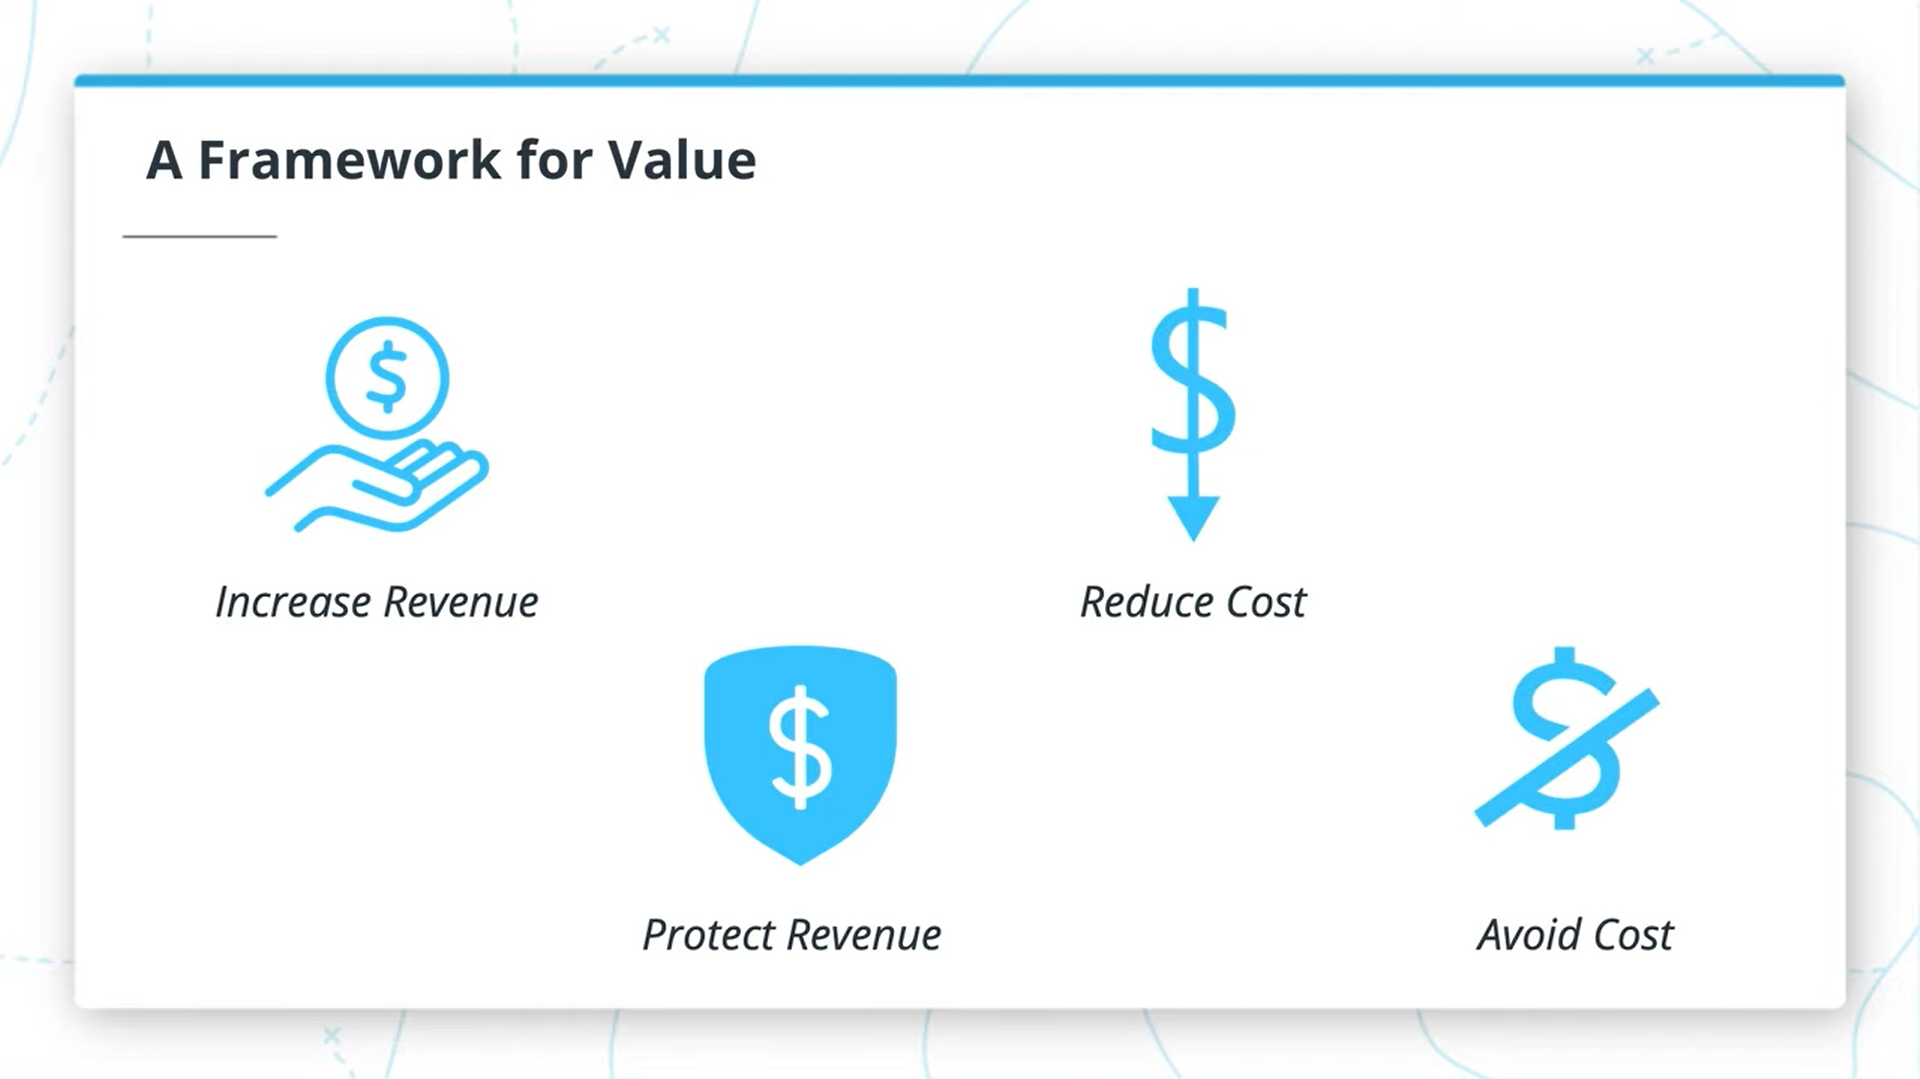 A Framework for Value
$
$
Increase Revenue
Reduce Cost
$
$
Protect Revenue
Avoid Cost